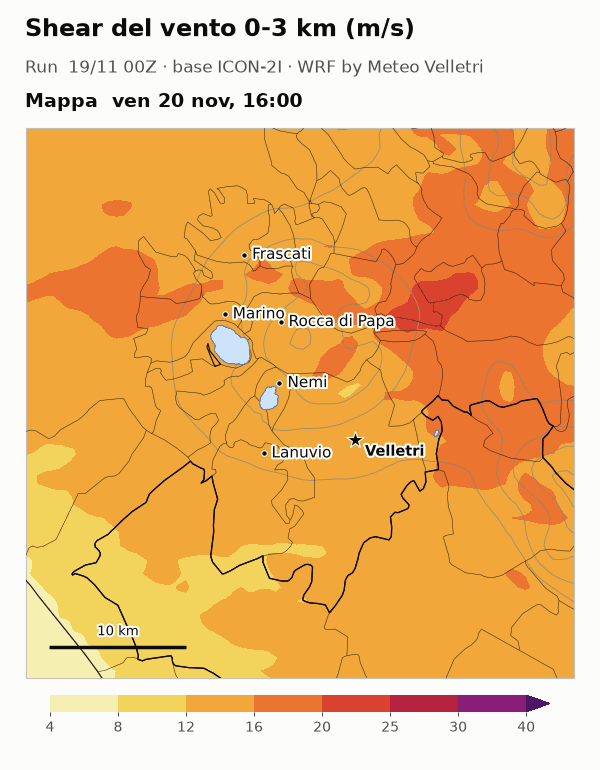 Shear del vento 0-3 km (m/s)
Run  19/11 00Z · base ICON-2I · WRF by Meteo Velletri
Mappa  ven 20 nov, 16:00
Frascati
Marino
Rocca di Papa
Nemi
Velletri
Lanuvio
10 km
4 8 12 16 20 25 30 40